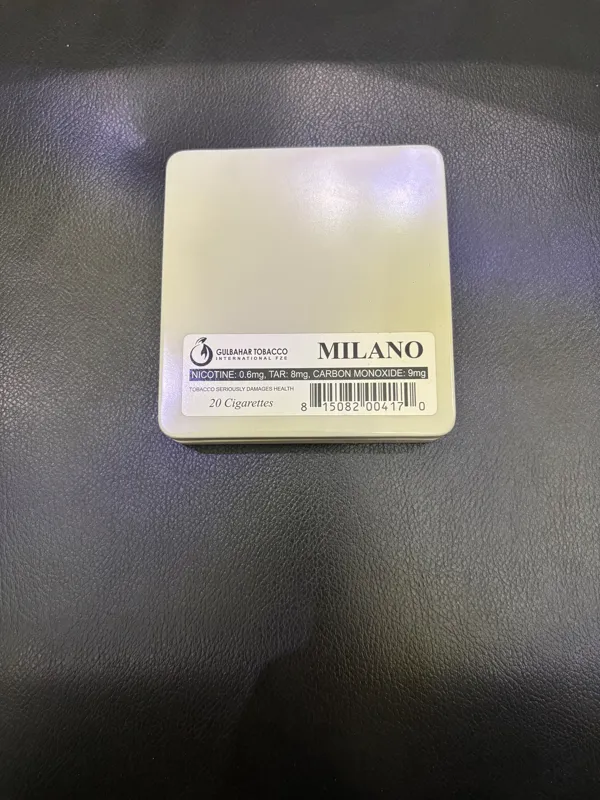 GULBAHAR TOBACCO
INTERNATIONAL FZE
MILANO
NICOTINE: 0.6mg, TAR: 8mg, CARBON MONOXIDE: 9mg
TOBACCO SERIOUSLY DAMAGES HEALTH
20 Cigarettes
8 15082 00417 0